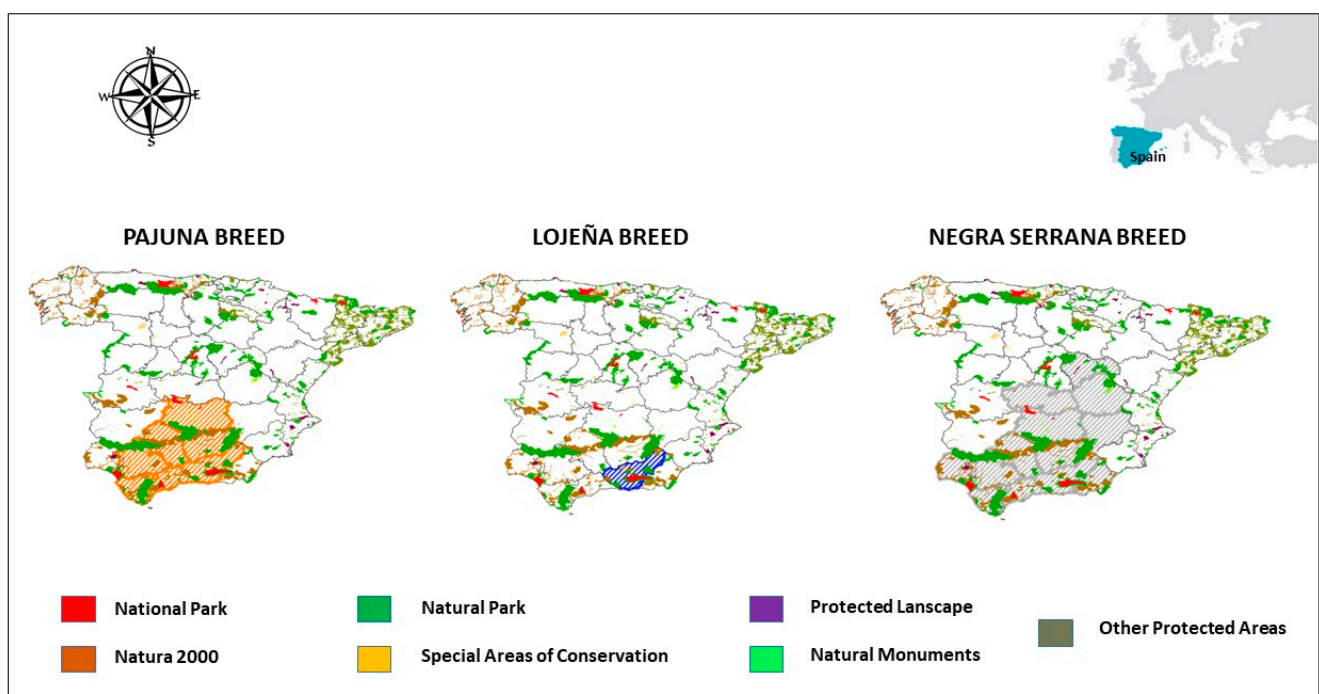 N
W E
S
Spain
PAJUNA BREED
LOJEÑA BREED
NEGRA SERRANA BREED
National Park
Natural Park
Protected Lanscape
Other Protected Areas
Natura 2000
Special Areas of Conservation
Natural Monuments